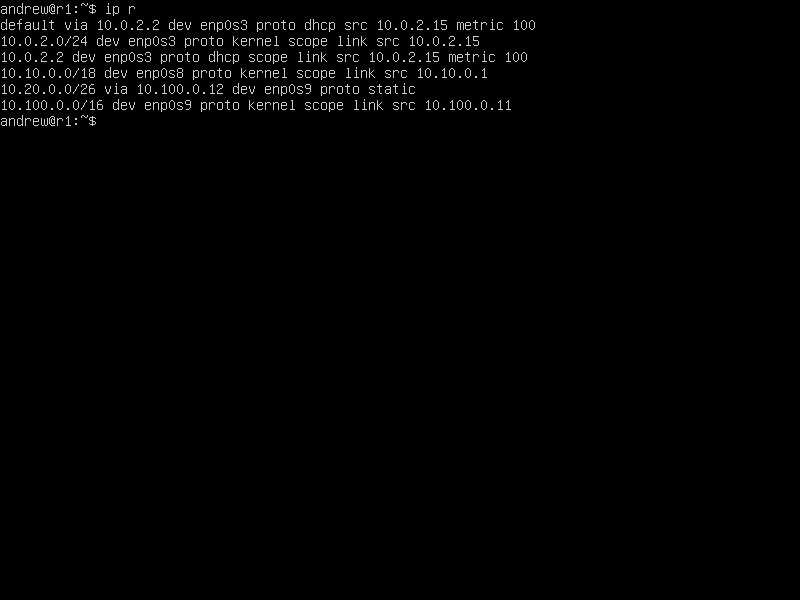 andrew@r1:~$ ip r
default via 10.0.2.2 dev enp0s3 proto dhcp src 10.0.2.15 metric 100
10.0.2.0/24 dev enp0s3 proto kernel scope link src 10.0.2.15
10.0.2.2 dev enp0s3 proto dhcp scope link src 10.0.2.15 metric 100
10.10.0.0/18 dev enp0s8 proto kernel scope link src 10.10.0.1
10.20.0.0/26 via 10.100.0.12 dev enp0s9 proto static
10.100.0.0/16 dev enp0s9 proto kernel scope link src 10.100.0.11
andrew@r1:~$